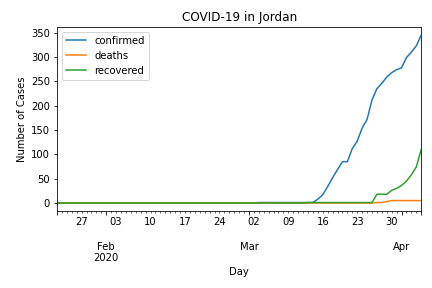 COVID-19 in Jordan
confirmed
deaths
recovered
Number of Cases
350
300
250
200
150
100
50
0
27 03 10 17 24 02 09 16 23 30
Feb Mar Apr
2020
Day